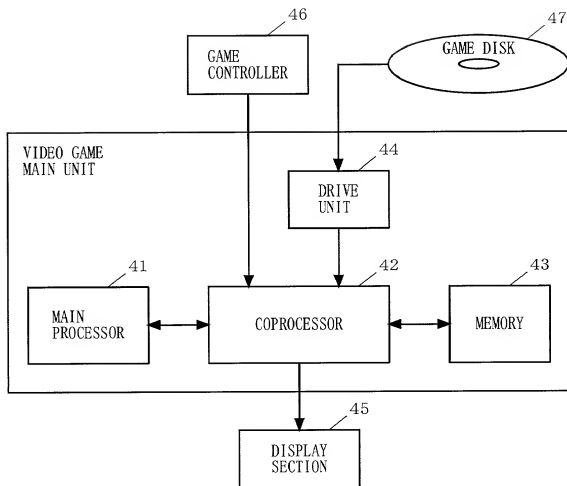 46
GAME
CONTROLLER
47
GAME DISK
VIDEO GAME
MAIN UNIT
44
DRIVE
UNIT
41
MAIN
PROCESSOR
42
COPROCESSOR
43
MEMORY
45
DISPLAY
SECTION